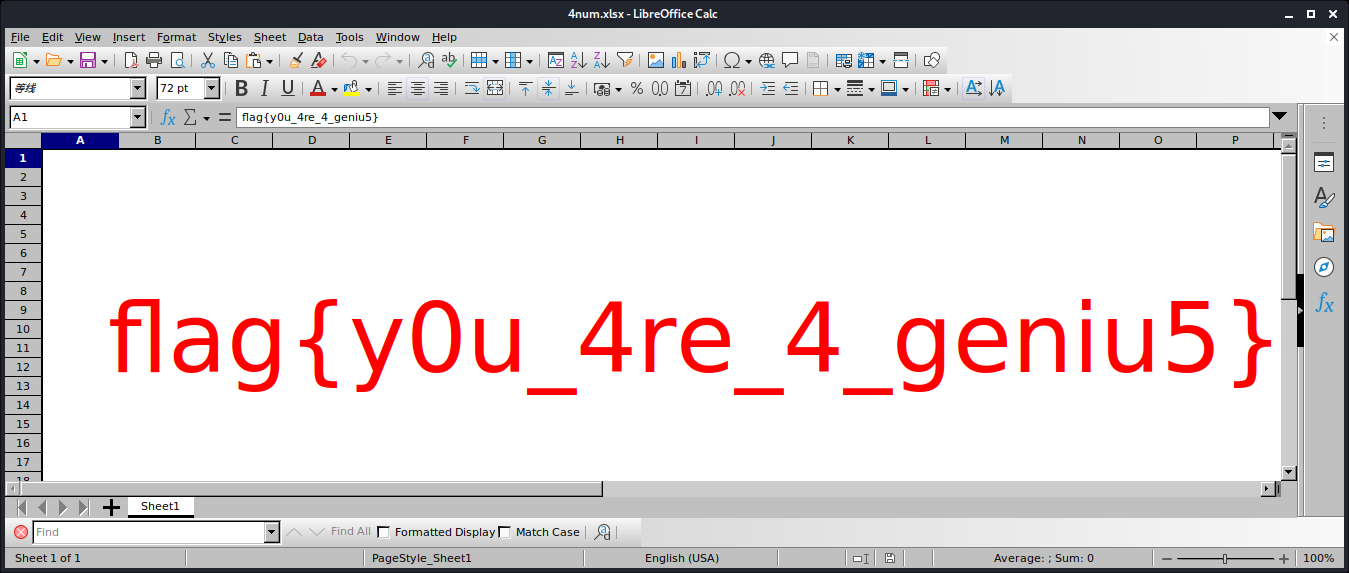 4num.xlsx - LibreOffice Calc
File Edit View Insert Format Styles Sheet Data Tools Window Help
等线 72 pt
A1 flag{y0u_4re_4_geniu5}
A B C D E F G H I J K L M N O P
1
2
3
4
5
6
7
8
9
10
11
12
13
14
15
16
17
18
flag{y0u_4re_4_geniu5}
Sheet1
Find Find All Formatted Display Match Case
Sheet 1 of 1 PageStyle_Sheet1 English (USA) Average: ; Sum: 0 100%